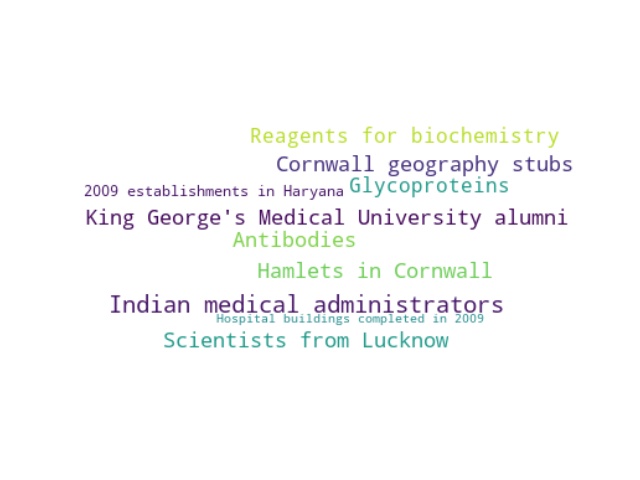 Reagents for biochemistry
Cornwall geography stubs
2009 establishments in Haryana
Glycoproteins
King George's Medical University alumni
Antibodies
Hamlets in Cornwall
Indian medical administrators
Hospital buildings completed in 2009
Scientists from Lucknow